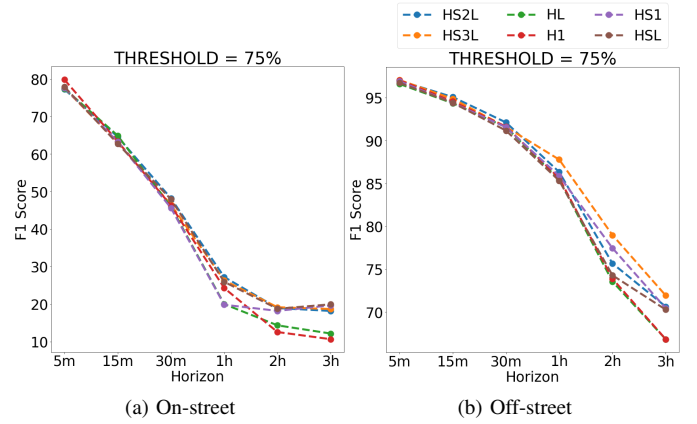 HS2L HL HS1
HS3L H1 HSL
THRESHOLD = 75%
80
70
60
50
40
30
20
10
F1 Score
5m 15m 30m 1h 2h 3h
Horizon
(a) On-street
THRESHOLD = 75%
95
90
85
80
75
70
F1 Score
5m 15m 30m 1h 2h 3h
Horizon
(b) Off-street